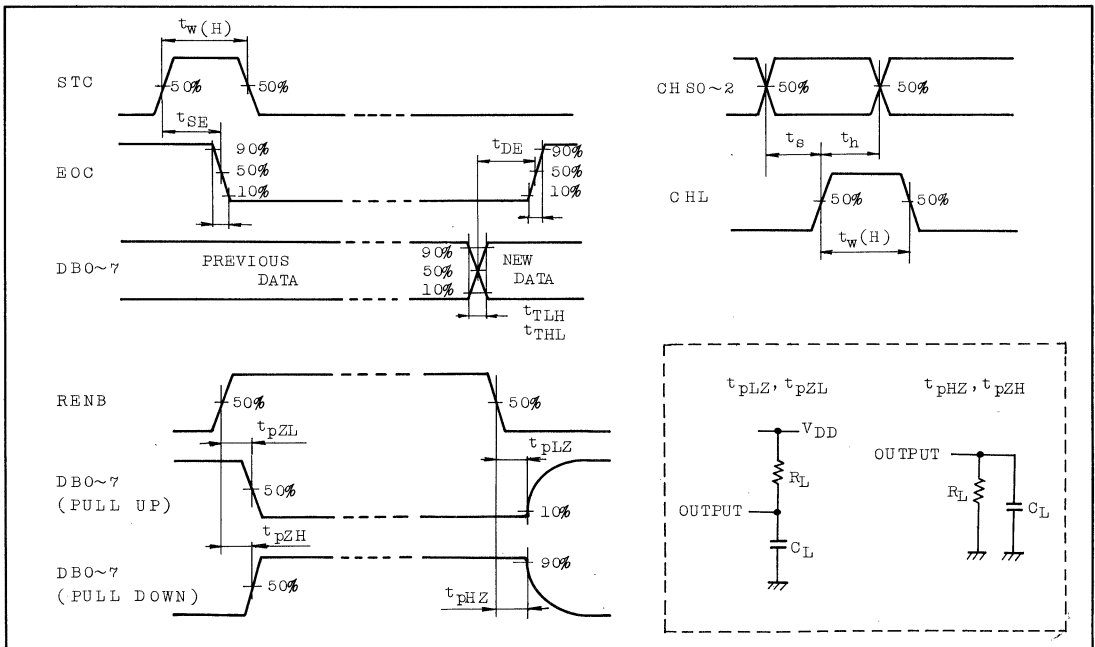 tw(H)
STC
50%
50%
tSE
EOC
90%
50%
10%
tDE
90%
50%
10%
DB0~7
PREVIOUS
DATA
90%
50%
10%
NEW
DATA
tTLH
tTHL
RENB
50%
50%
tpZL
tpLZ
DB0~7
(PULL UP)
50%
10%
tpZH
DB0~7
(PULL DOWN)
50%
90%
tpHZ
CHS0~2
50%
50%
ts
th
CHL
50%
50%
tw(H)
tpLZ, tpZL
VDD
RL
OUTPUT
CL
tpHZ, tpZH
OUTPUT
RL
CL